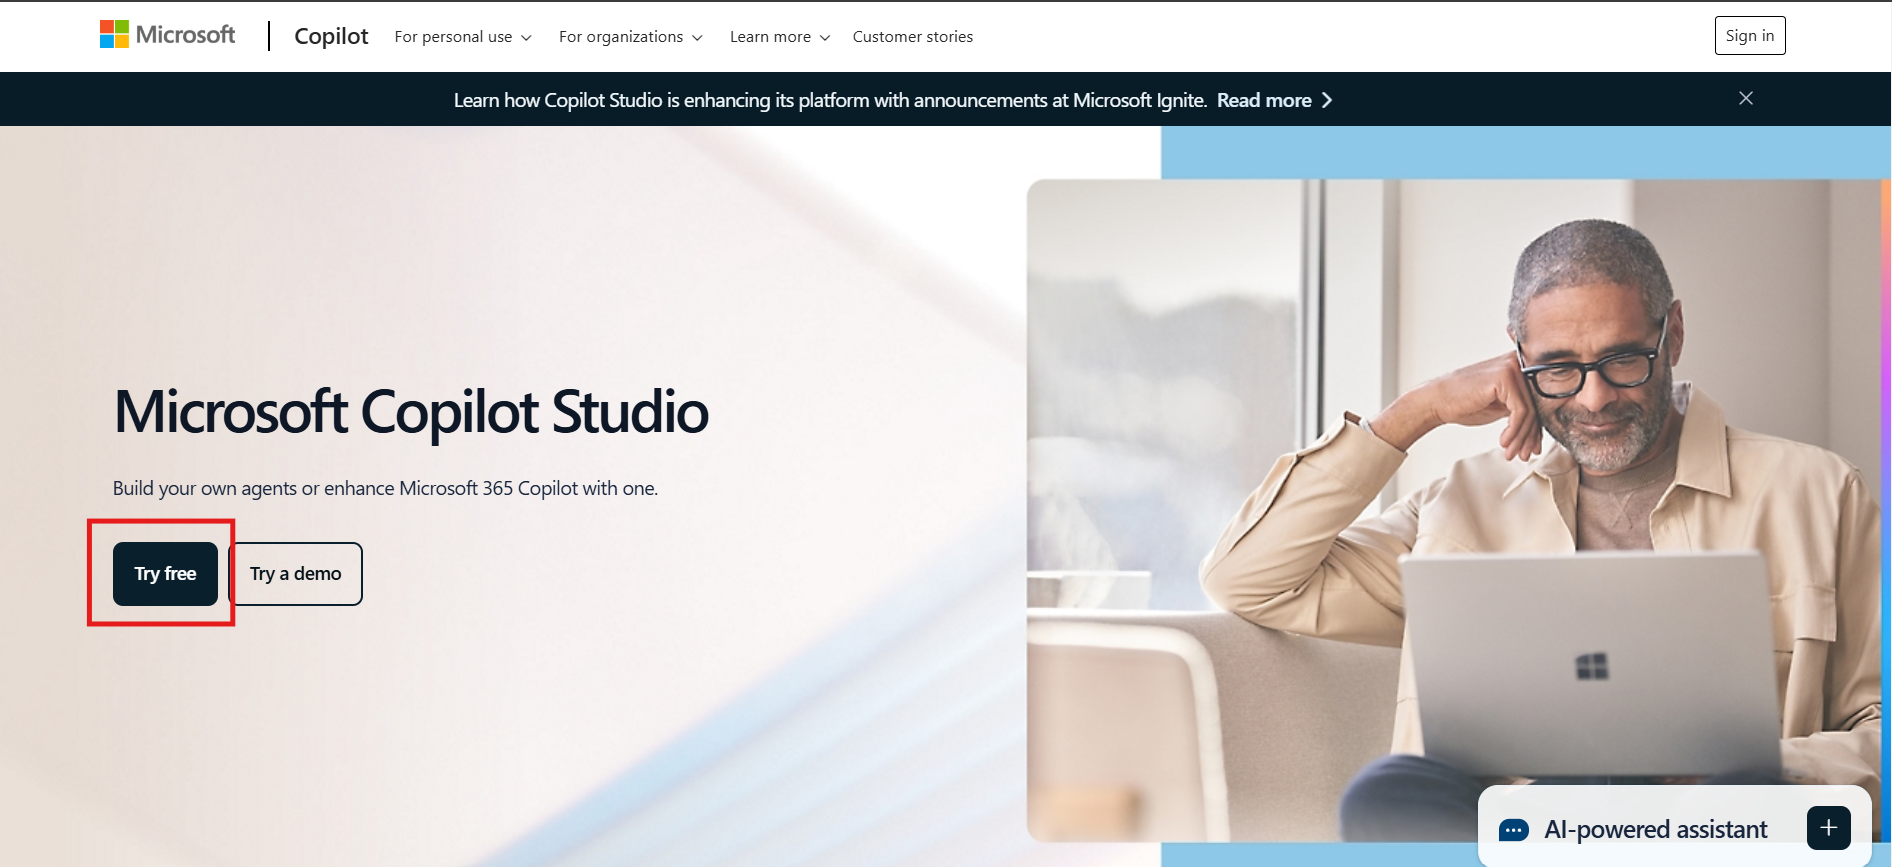 Microsoft
Copilot
For personal use
For organizations
Learn more
Customer stories
Sign in
Learn how Copilot Studio is enhancing its platform with announcements at Microsoft Ignite. Read more
Microsoft Copilot Studio
Build your own agents or enhance Microsoft 365 Copilot with one.
Try free
Try a demo
AI-powered assistant